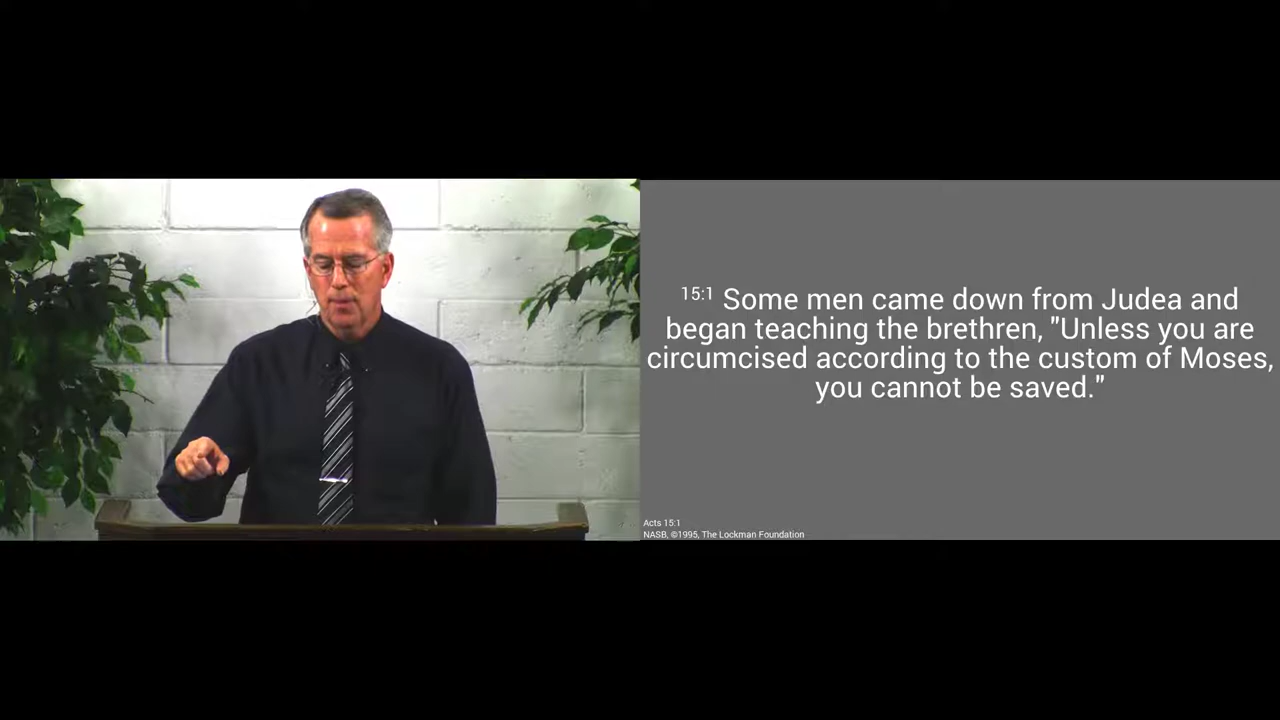 15:1 Some men came down from Judea and
began teaching the brethren, "Unless you are
circumcised according to the custom of Moses,
you cannot be saved."
Acts 15:1
NASB, ©1995, The Lockman Foundation